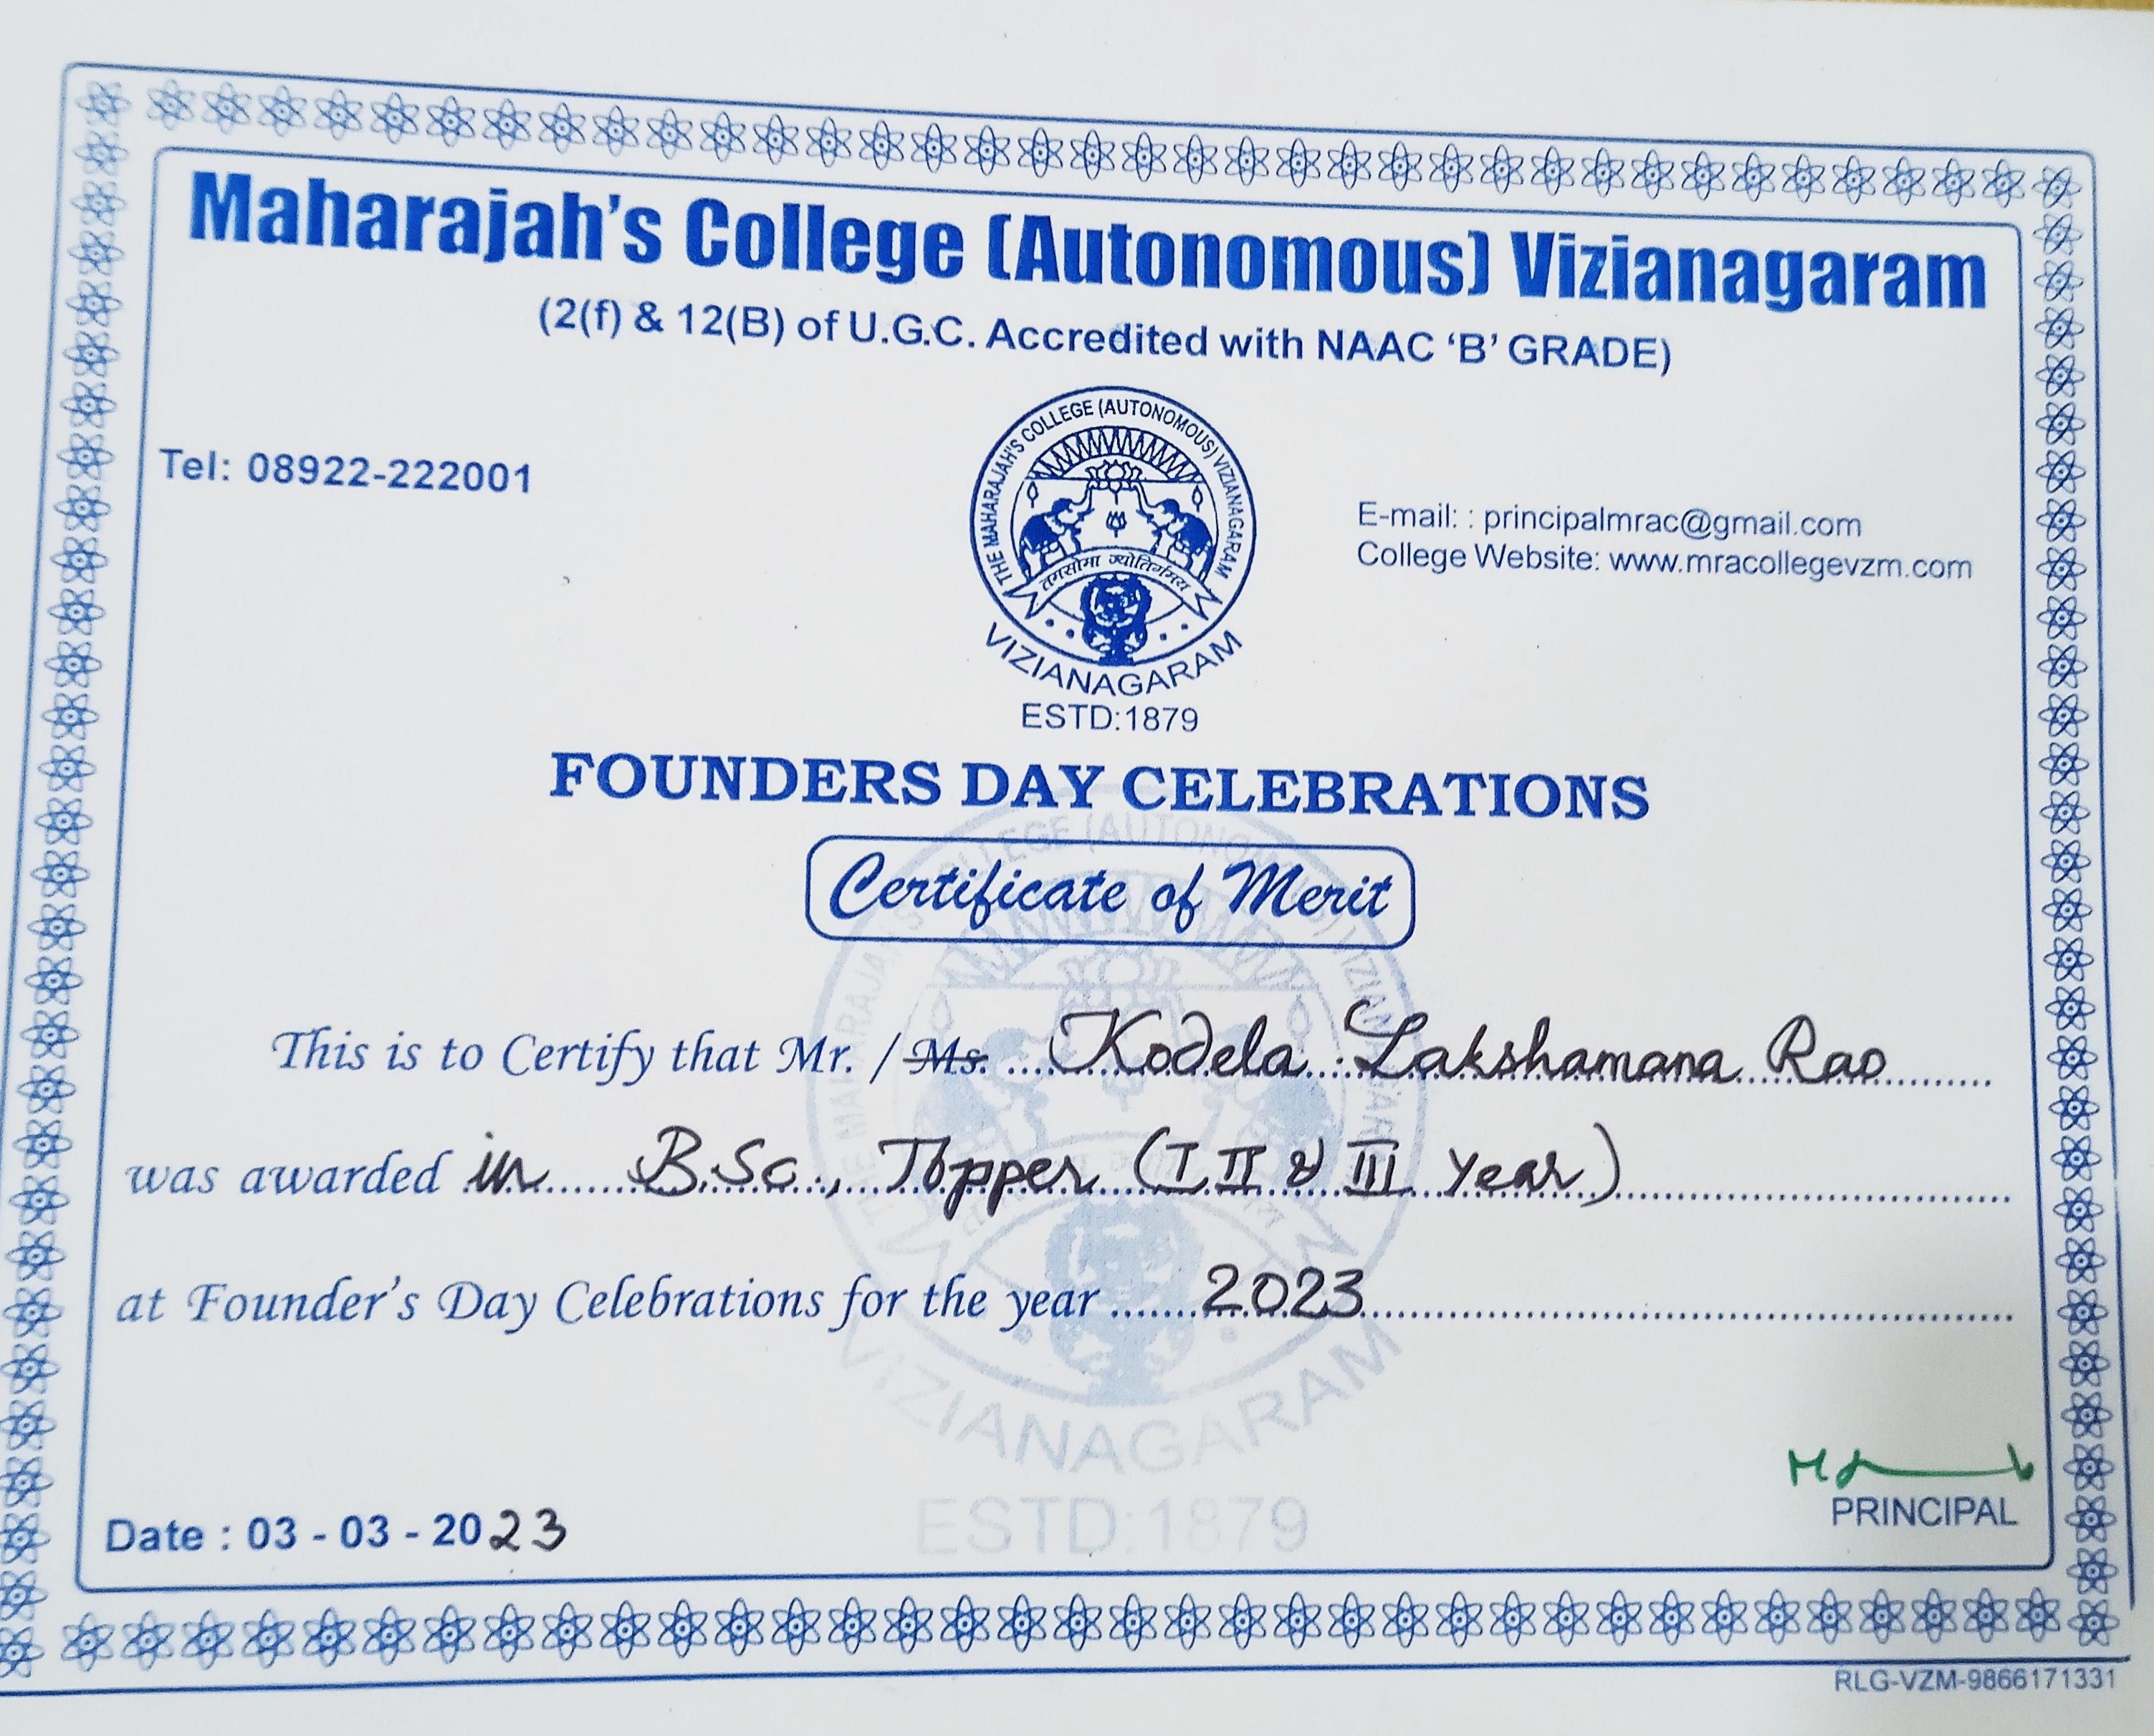 Maharajah's College (Autonomous) Vizianagaram
(2(f) & 12(B) of U.G.C. Accredited with NAAC 'B' GRADE)
Tel: 08922-222001
THE MAHARAJAH'S COLLEGE (AUTONOMOUS) VIZIANAGARAM
ज्योतिर्गमय
VIZIANAGARAM
ESTD:1879
E-mail: : principalmrac@gmail.com
College Website: www.mracollegevzm.com
FOUNDERS DAY CELEBRATIONS
Certificate of Merit
This is to Certify that Mr. / Ms. Kodela Lakshamana Rao
was awarded in B.Sc., Topper (I II & III Year)
at Founder's Day Celebrations for the year 2023
VIZIANAGARAM
ESTD:1879
Date : 03 - 03 - 2023
PRINCIPAL
RLG-VZM-9866171331